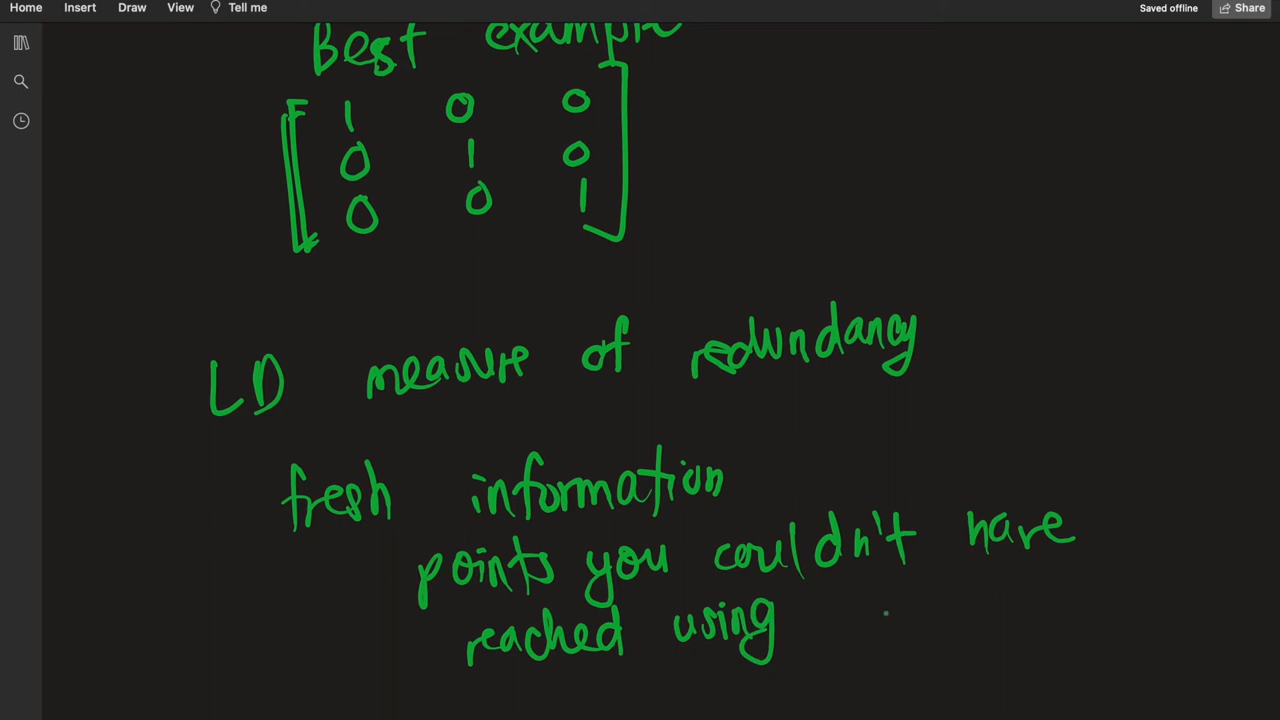 Home Insert Draw View Tell me Saved offline Share
Best example
1 0 0
0 1 0
0 0 1
LD measure of redundancy
fresh information
points you couldn't have
reached using